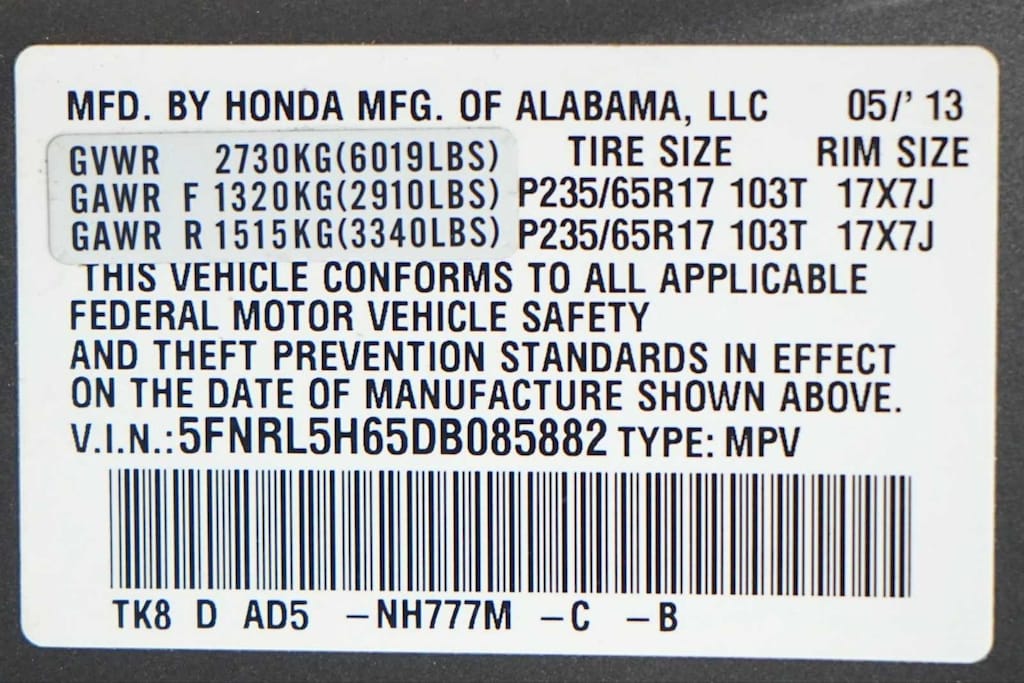 MFD. BY HONDA MFG. OF ALABAMA, LLC 05/' 13
GVWR 2730KG(6019LBS) TIRE SIZE RIM SIZE
GAWR F 1320KG(2910LBS) P235/65R17 103T 17X7J
GAWR R 1515KG(3340LBS) P235/65R17 103T 17X7J
THIS VEHICLE CONFORMS TO ALL APPLICABLE
FEDERAL MOTOR VEHICLE SAFETY
AND THEFT PREVENTION STANDARDS IN EFFECT
ON THE DATE OF MANUFACTURE SHOWN ABOVE.
V.I.N.:5FNRL5H65DB085882 TYPE: MPV
TK8 D AD5 -NH777M -C -B